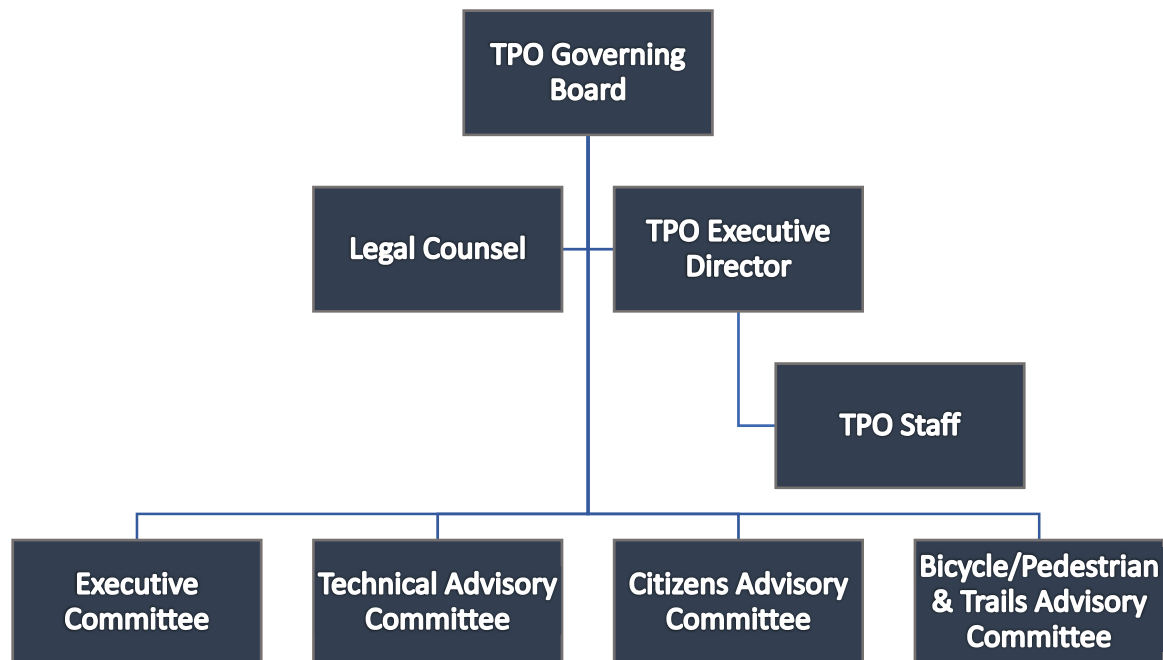 TPO Governing
Board
Legal Counsel
TPO Executive
Director
TPO Staff
Executive
Committee
Technical Advisory
Committee
Citizens Advisory
Committee
Bicycle/Pedestrian
& Trails Advisory
Committee